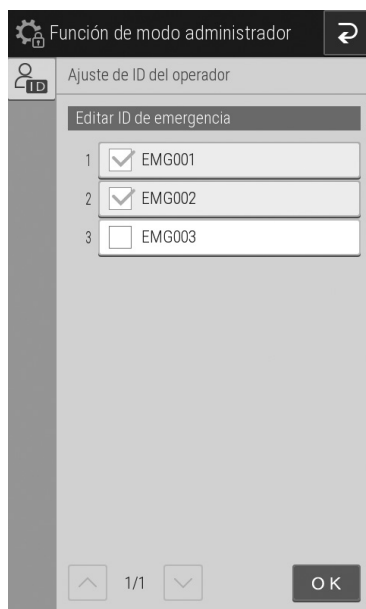 Función de modo administrador
ID
Ajuste de ID del operador
Editar ID de emergencia
1 EMG001
2 EMG002
3 EMG003
1/1
OK